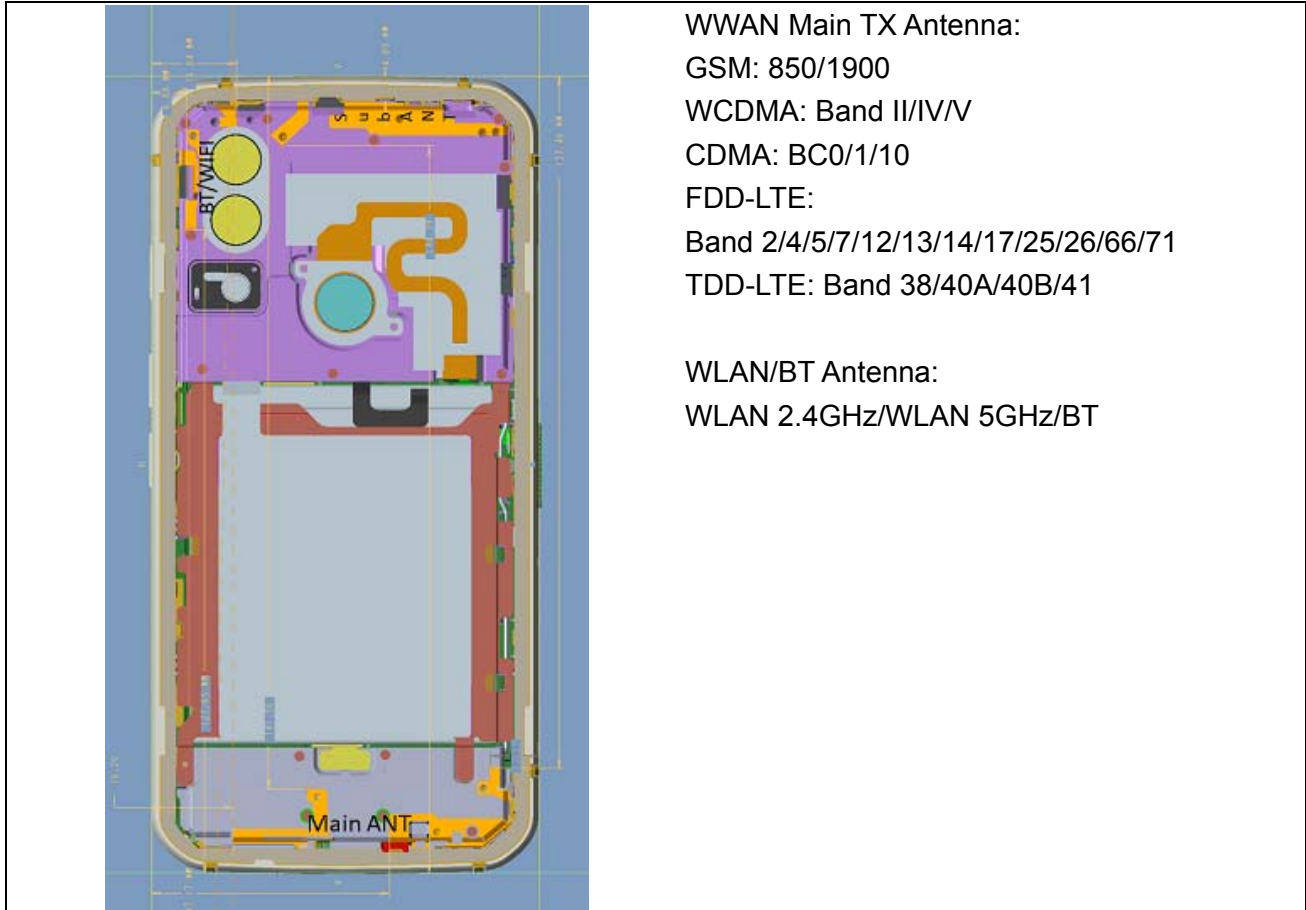 Sub ANT
BT/WIFI
Main ANT
WWAN Main TX Antenna:
GSM: 850/1900
WCDMA: Band II/IV/V
CDMA: BC0/1/10
FDD-LTE:
Band 2/4/5/7/12/13/14/17/25/26/66/71
TDD-LTE: Band 38/40A/40B/41
WLAN/BT Antenna:
WLAN 2.4GHz/WLAN 5GHz/BT